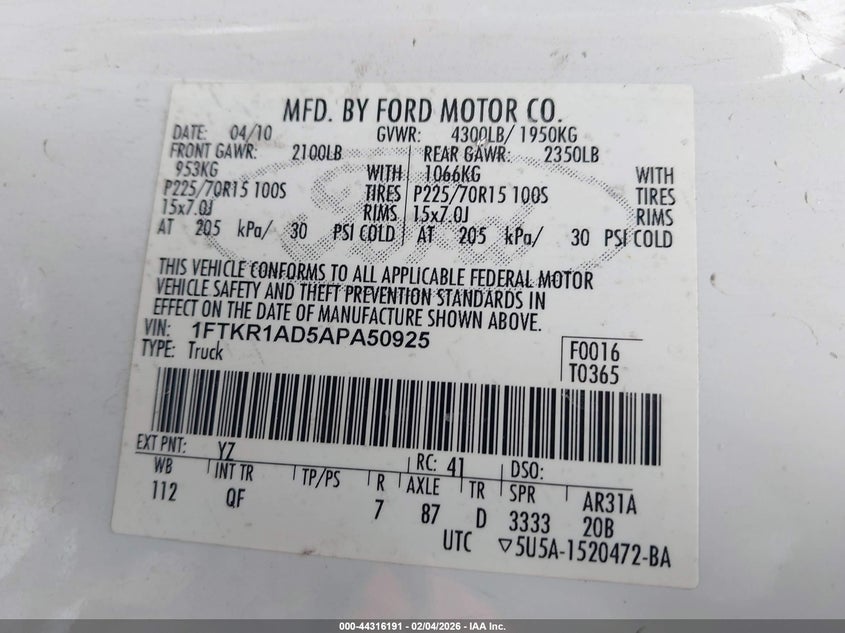 MFD. BY FORD MOTOR CO.
DATE: 04/10 GVWR: 4300LB/ 1950KG
FRONT GAWR: 2100LB REAR GAWR: 2350LB
953KG WITH 1066KG WITH
P225/70R15 100S TIRES P225/70R15 100S TIRES
15x7.0J RIMS 15x7.0J RIMS
AT 205 kPa/ 30 PSI COLD AT 205 kPa/ 30 PSI COLD
THIS VEHICLE CONFORMS TO ALL APPLICABLE FEDERAL MOTOR
VEHICLE SAFETY AND THEFT PREVENTION STANDARDS IN
EFFECT ON THE DATE OF MANUFACTURE SHOWN ABOVE.
VIN: 1FTKR1AD5APA50925
TYPE: Truck
F0016
T0365
EXT PNT: YZ RC: 41 DSO:
WB INT TR TP/PS R AXLE TR SPR AR31A
112 QF 7 87 D 3333 20B
UTC ▽5U5A-1520472-BA
Ford
000-44316191 - 02/04/2026 - IAA Inc.